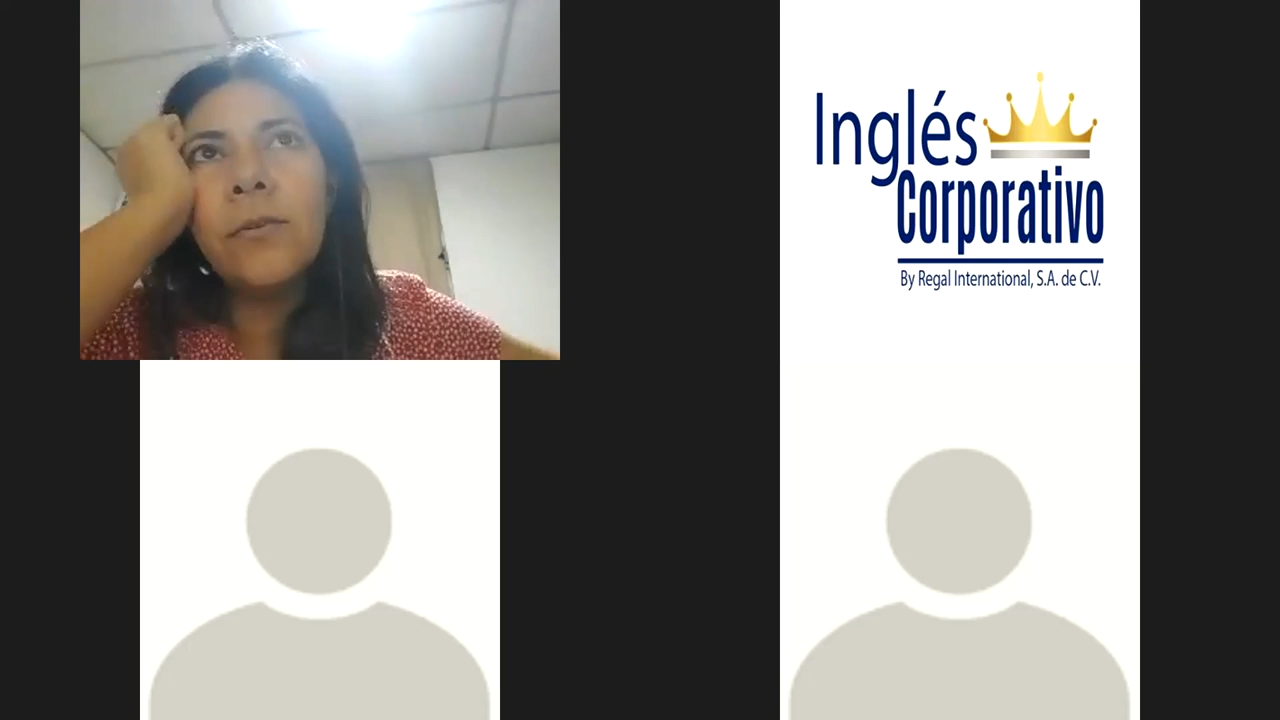 Inglés
Corporativo
By Regal International, S.A. de C.V.